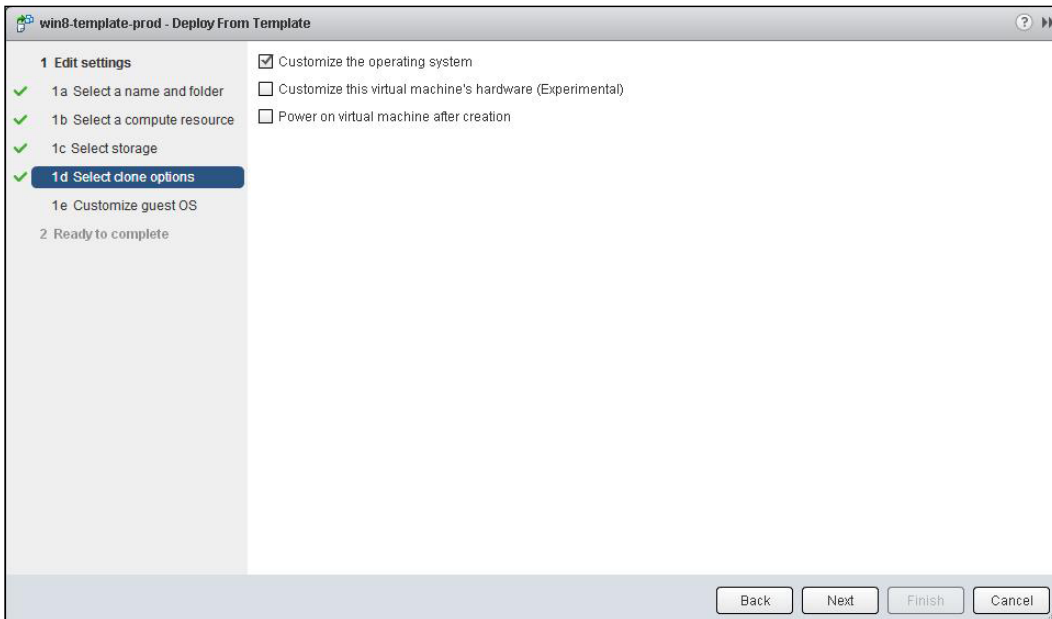 win8-template-prod - Deploy From Template
1 Edit settings
1a Select a name and folder
1b Select a compute resource
1c Select storage
1d Select clone options
1e Customize guest OS
2 Ready to complete
Customize the operating system
Customize this virtual machine's hardware (Experimental)
Power on virtual machine after creation
Back Next Finish Cancel